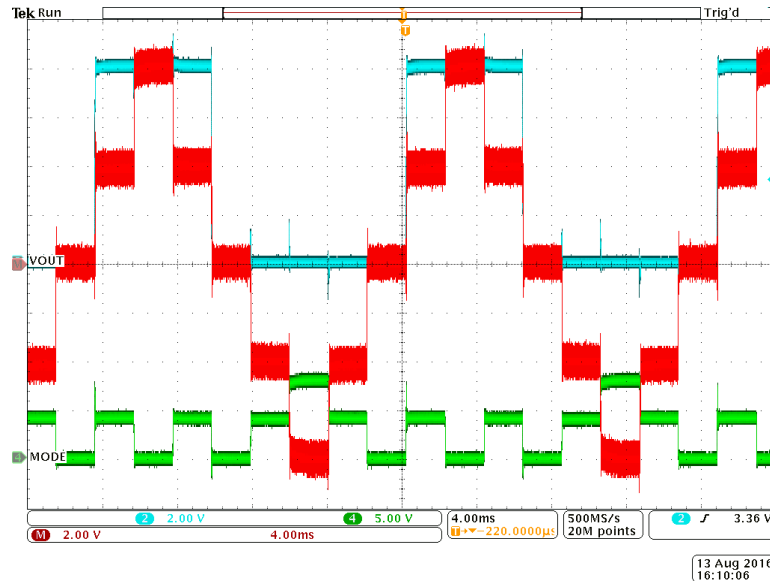 Tek Run Trig'd
T
T
M VOUT
4 MODE
2 2.00 V 4 5.00 V 4.00ms 500MS/s 2 3.36 V
T→▼-220.0000µs 20M points
M 2.00 V 4.00ms
13 Aug 2016
16:10:06